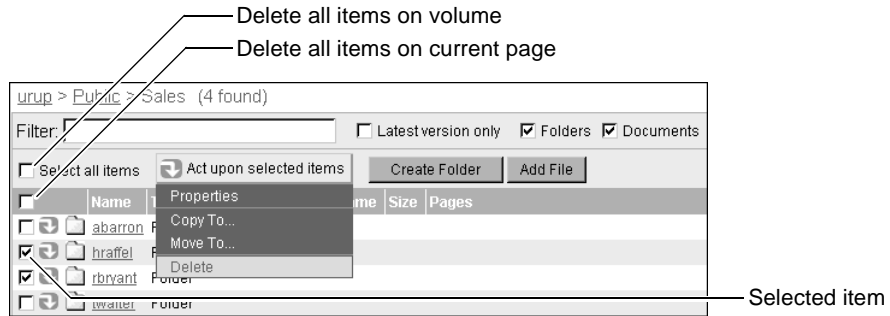 Delete all items on volume
Delete all items on current page
urup > Public > Sales (4 found)
Filter: Latest version only Folders Documents
Select all items Act upon selected items Create Folder Add File
Name Size Pages
Properties
abarron
Copy To...
hraffel
Move To...
rbryant Folder
Delete
twalter Folder
Selected item